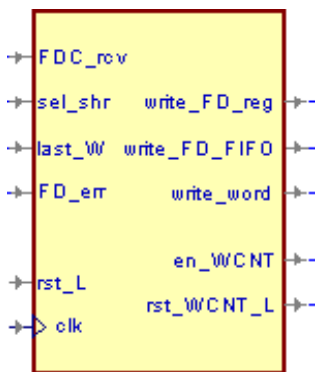 FDC_rcv
sel_shr write_FD_reg
last_W write_FD_FIFO
FD_err write_word
en_WCNT
rst_L
rst_WCNT_L
clk